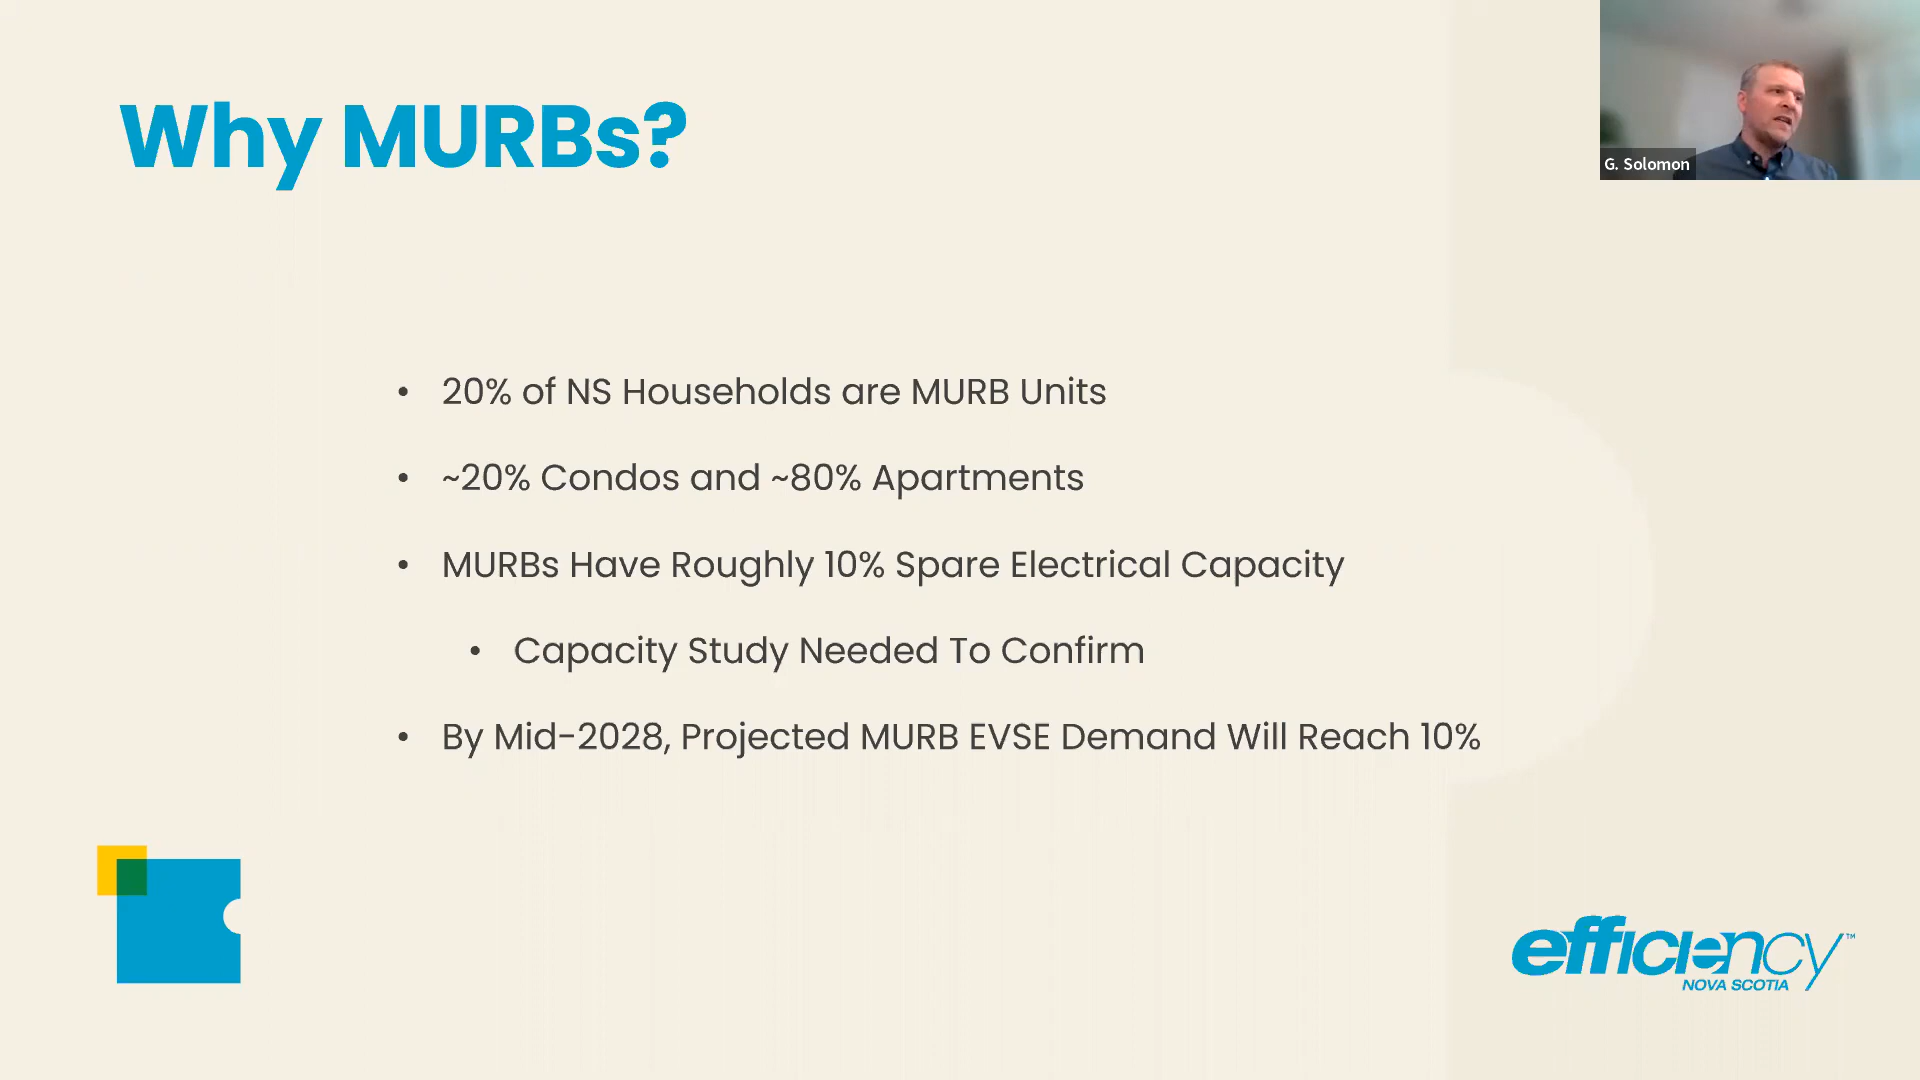 Why MURBs?
G. Solomon
• 20% of NS Households are MURB Units
• ~20% Condos and ~80% Apartments
• MURBs Have Roughly 10% Spare Electrical Capacity
• Capacity Study Needed To Confirm
• By Mid-2028, Projected MURB EVSE Demand Will Reach 10%
efficiency™
NOVA SCOTIA